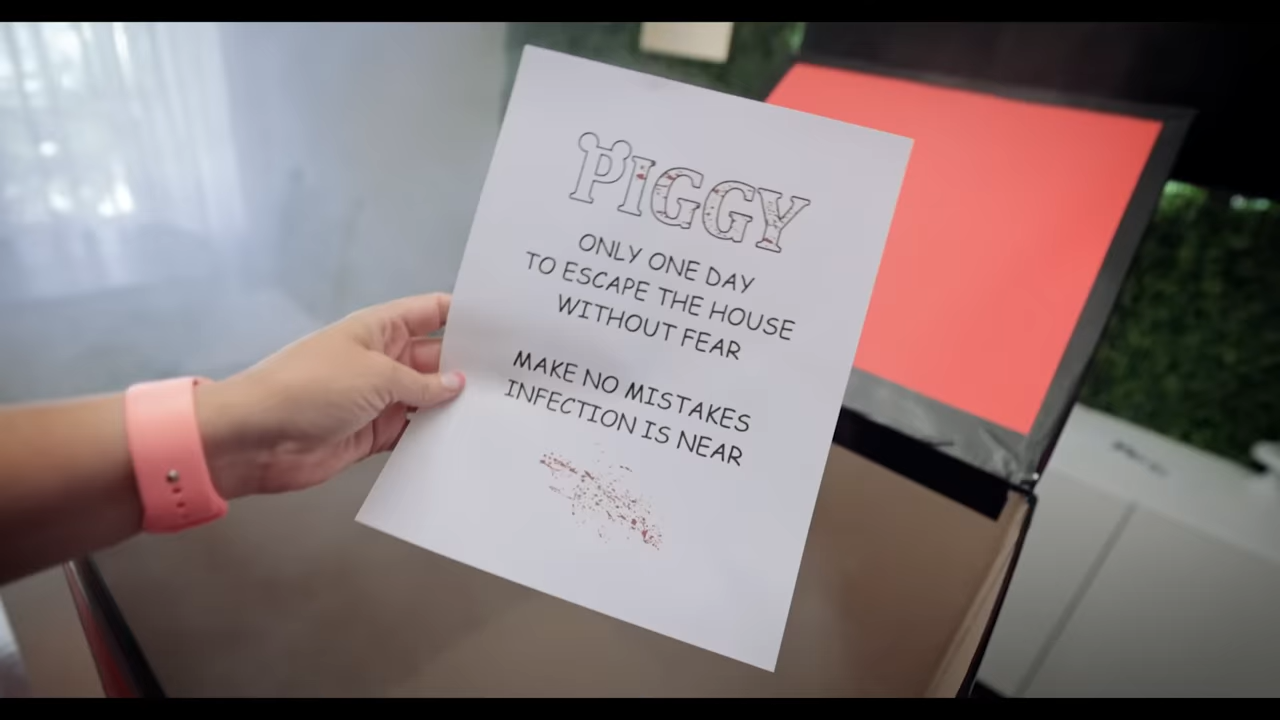 PIGGY
ONLY ONE DAY
TO ESCAPE THE HOUSE
WITHOUT FEAR
MAKE NO MISTAKES
INFECTION IS NEAR